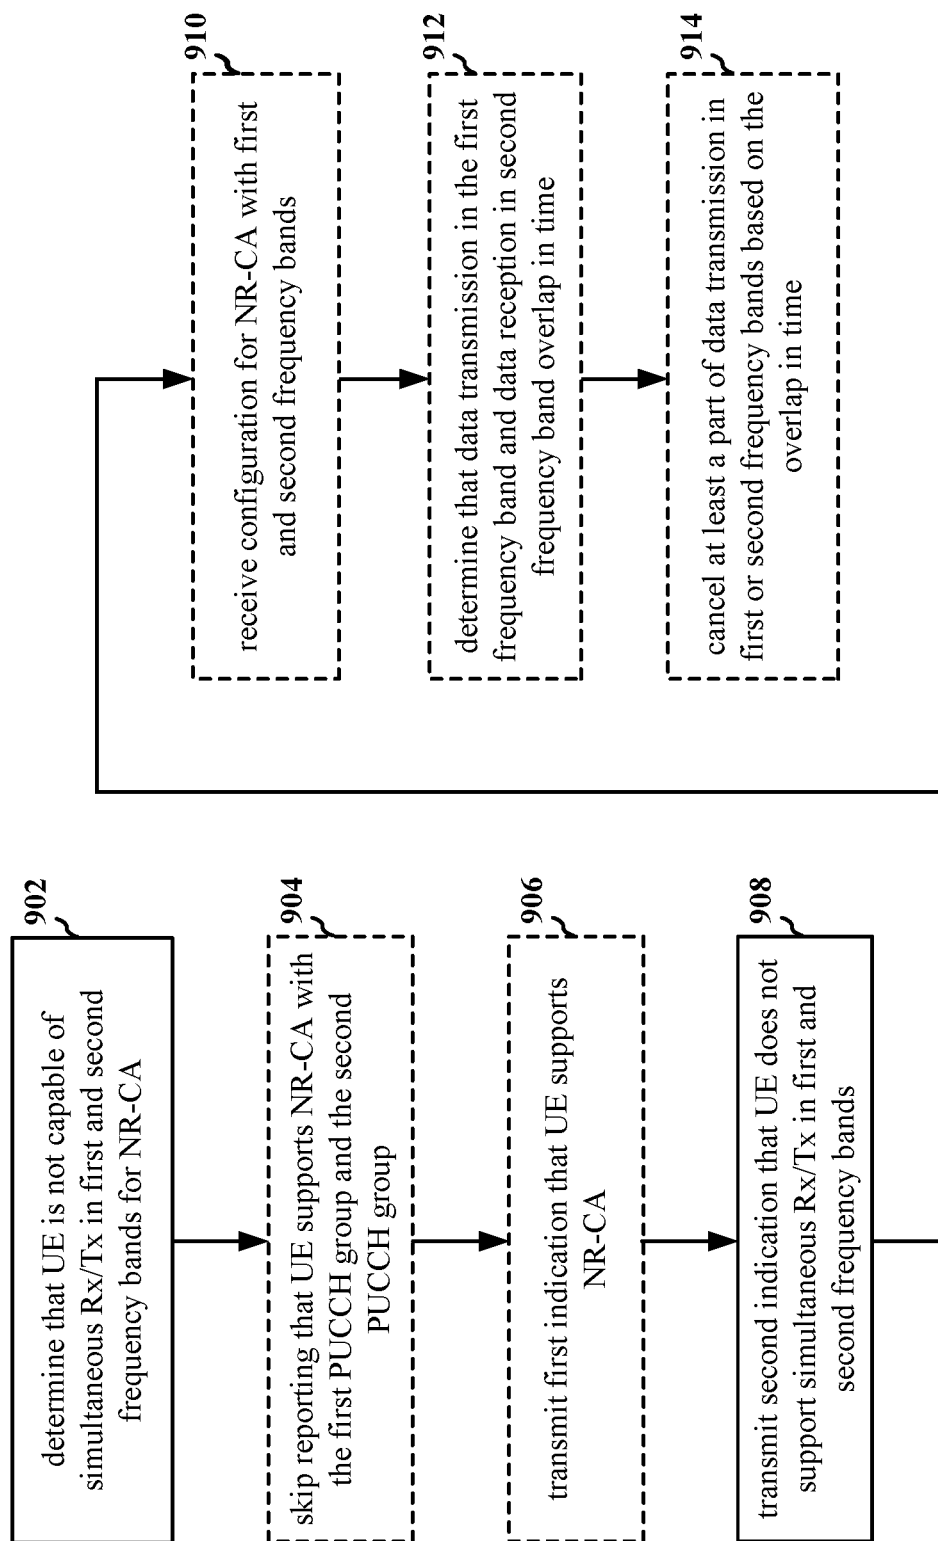 902
determine that UE is not capable of
simultaneous Rx/Tx in first and second
frequency bands for NR-CA
904
skip reporting that UE supports NR-CA with
the first PUCCH group and the second
PUCCH group
906
transmit first indication that UE supports
NR-CA
908
transmit second indication that UE does not
support simultaneous Rx/Tx in first and
second frequency bands
910
receive configuration for NR-CA with first
and second frequency bands
912
determine that data transmission in the first
frequency band and data reception in second
frequency band overlap in time
914
cancel at least a part of data transmission in
first or second frequency bands based on the
overlap in time